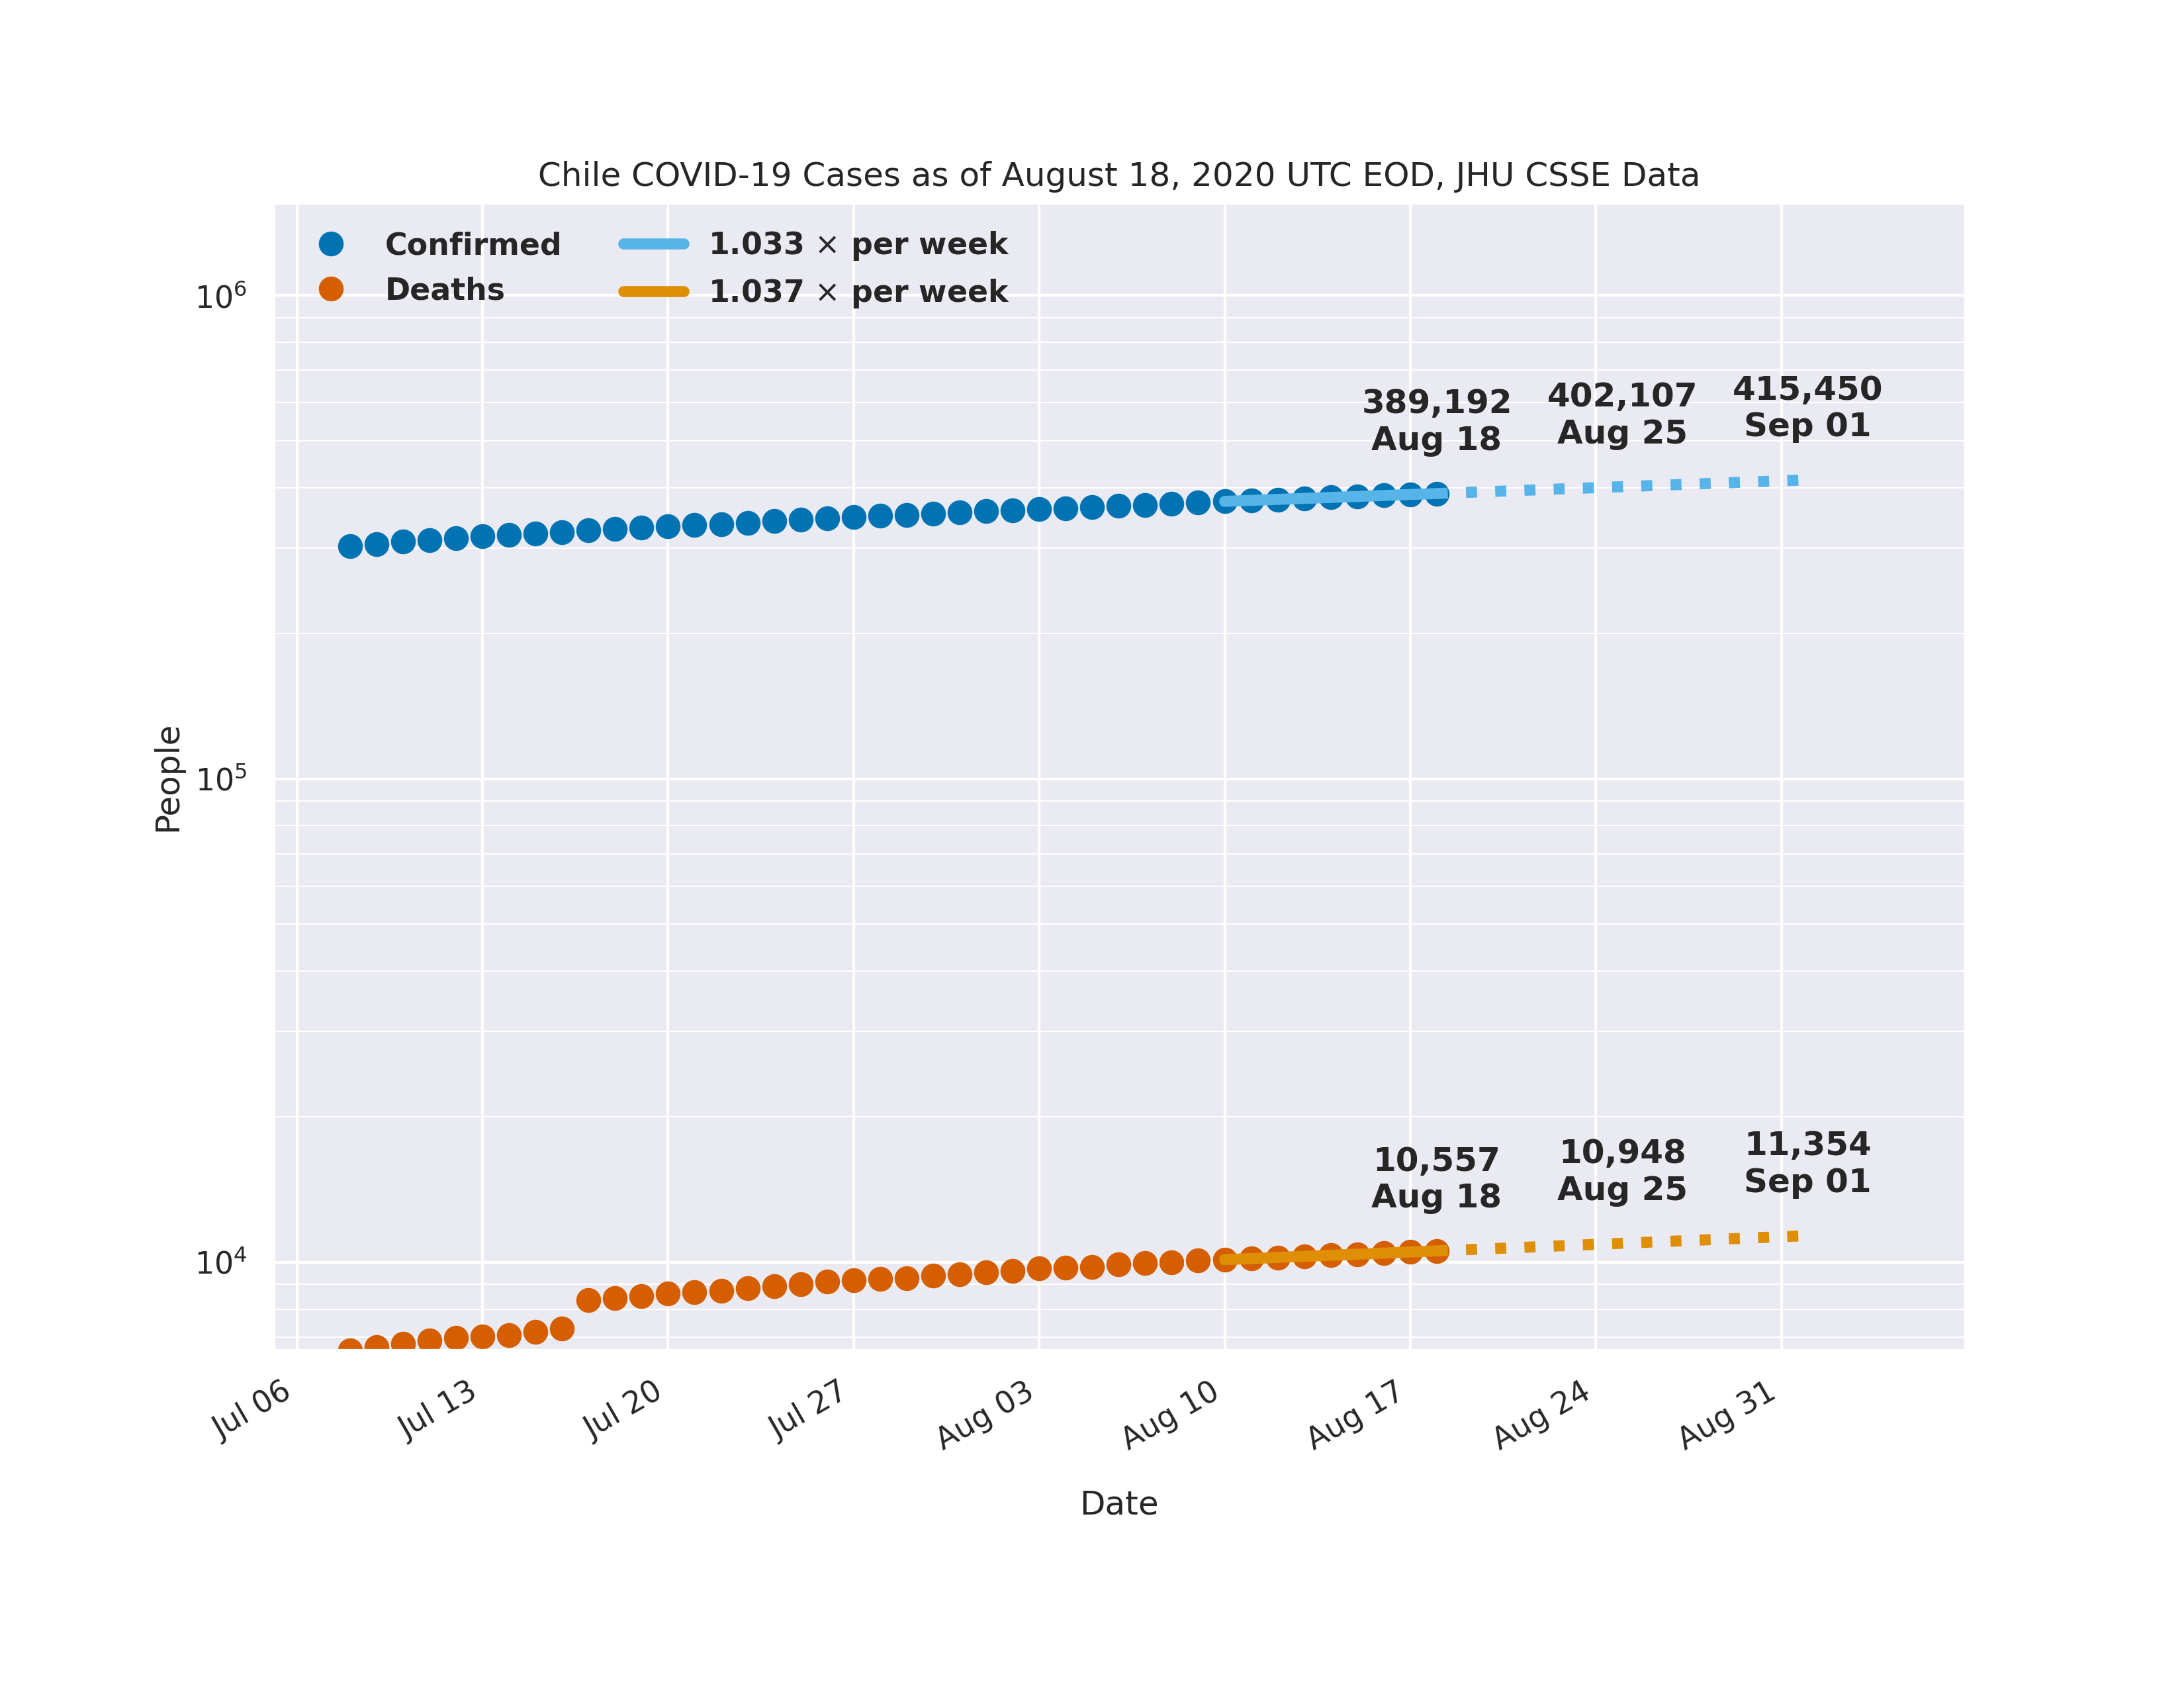 Chile COVID-19 Cases as of August 18, 2020 UTC EOD, JHU CSSE Data
Confirmed
Deaths
1.033 × per week
1.037 × per week
10⁶
10⁵
10⁴
People
389,192
Aug 18
402,107
Aug 25
415,450
Sep 01
10,557
Aug 18
10,948
Aug 25
11,354
Sep 01
Jul 06
Jul 13
Jul 20
Jul 27
Aug 03
Aug 10
Aug 17
Aug 24
Aug 31
Date